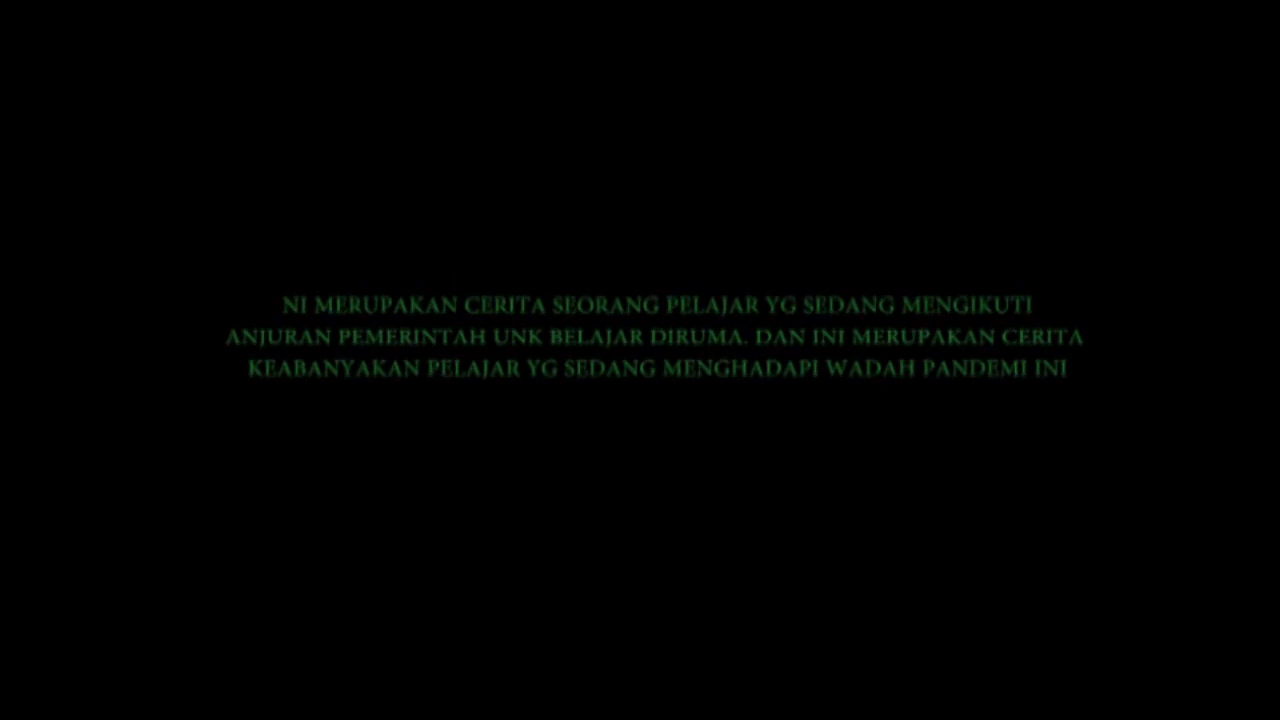 NI MERUPAKAN CERITA SEORANG PELAJAR YG SEDANG MENGIKUTI
ANJURAN PEMERINTAH UNK BELAJAR DIRUMA. DAN INI MERUPAKAN CERITA
KEABANYAKAN PELAJAR YG SEDANG MENGHADAPI WADAH PANDEMI INI